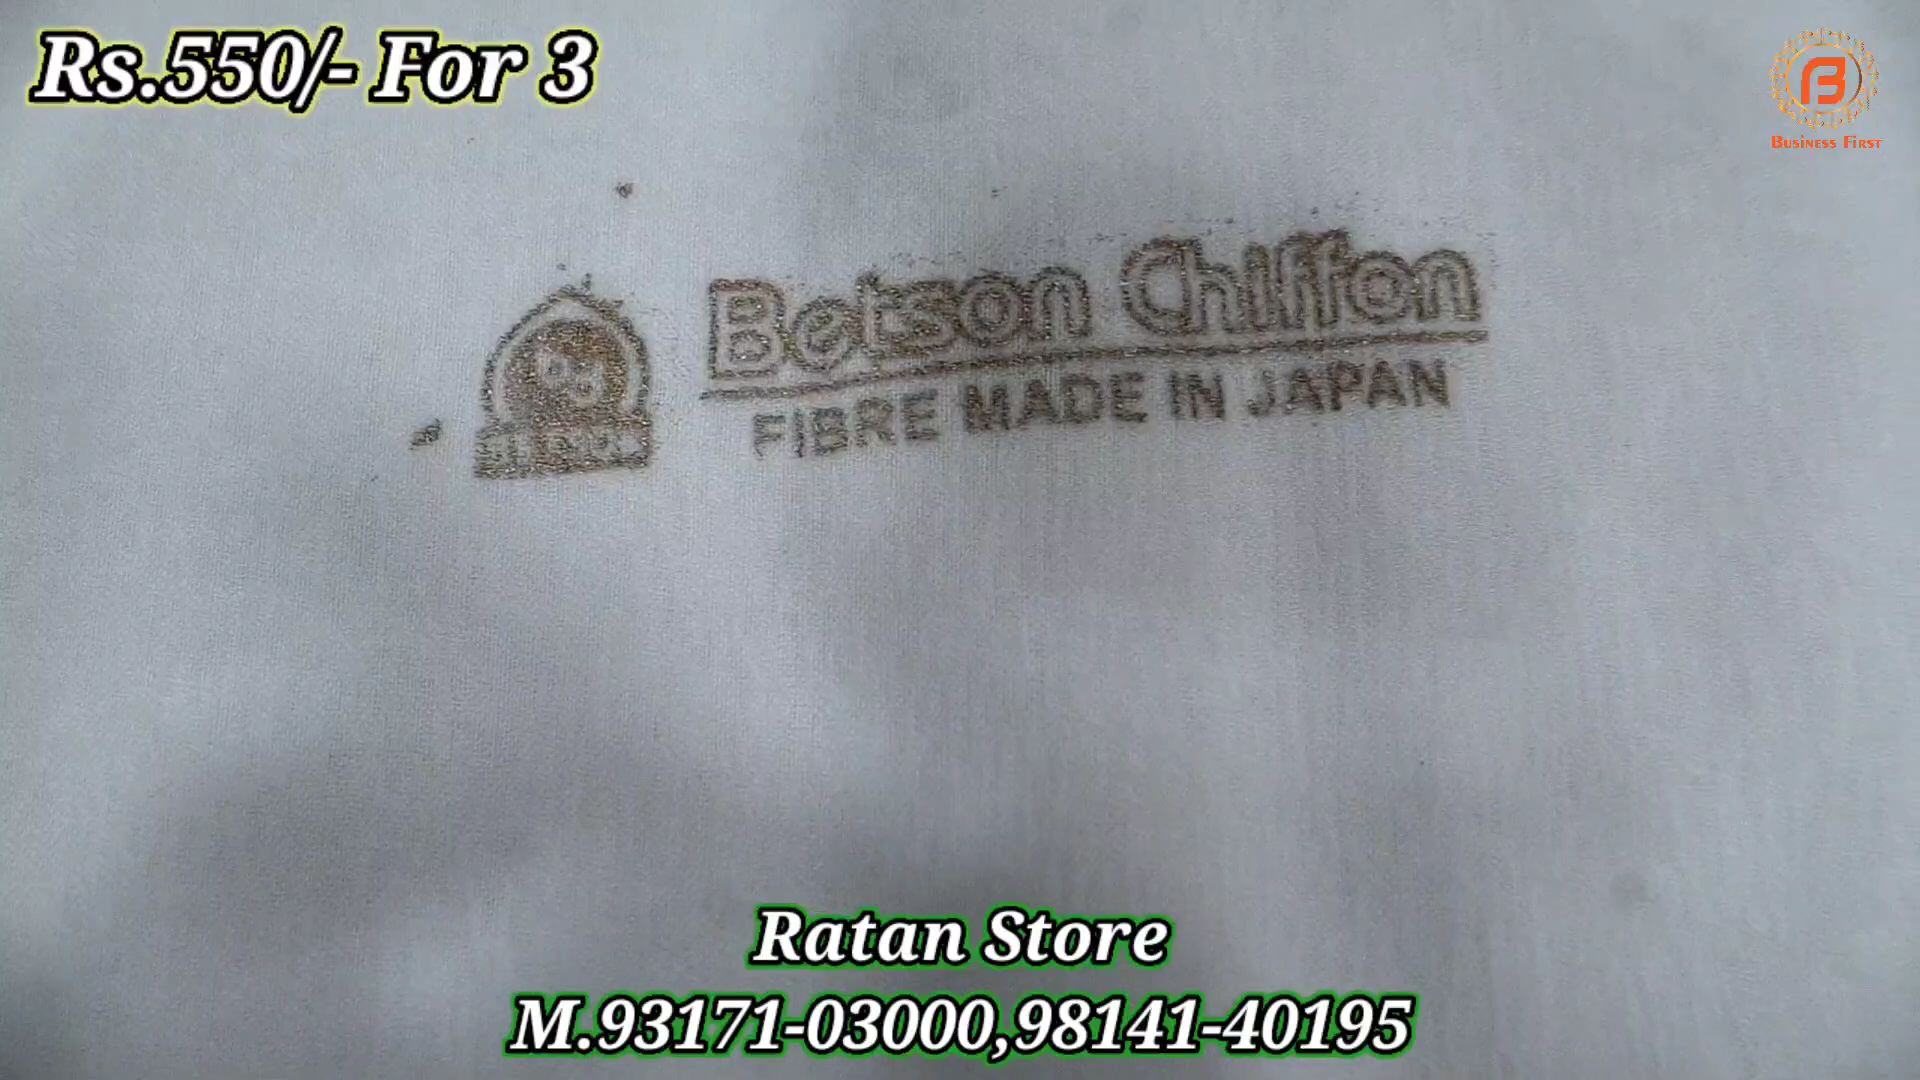 Rs.550/- For 3
BUSINESS FIRST
Betson Chiffon
FIBRE MADE IN JAPAN
Ratan Store
M.93171-03000,98141-40195